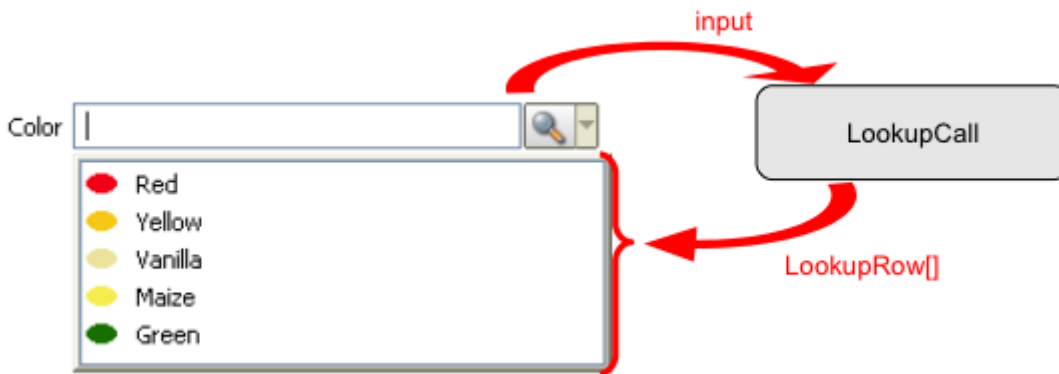 input
Color
LookupCall
Red
Yellow
Vanilla
Maize
Green
LookupRow[]